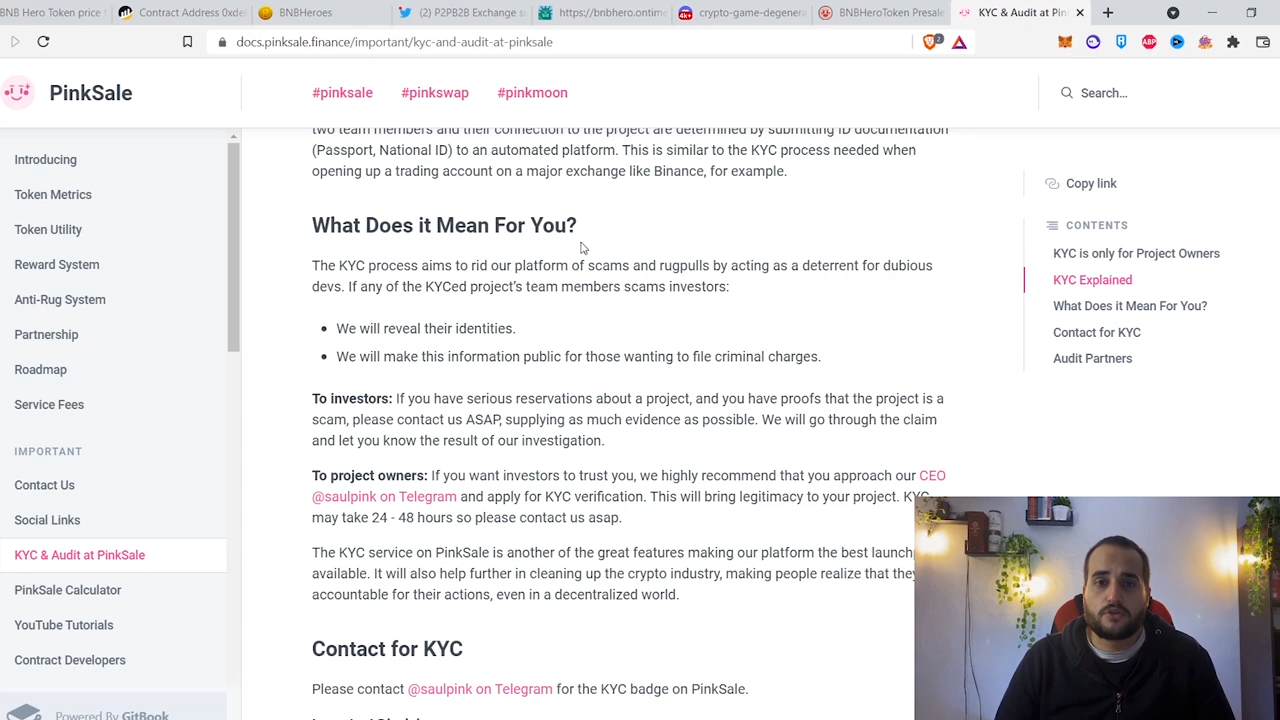 BNB Hero Token price
Contract Address 0xdel
BNBHeroes
(2) P2PB2B Exchange
https://bnbhero.ontime
crypto-game-degenera
BNBHeroToken Presale
KYC & Audit at Pin
docs.pinksale.finance/important/kyc-and-audit-at-pinksale
2
ABP
PinkSale
#pinksale
#pinkswap
#pinkmoon
Search...
Introducing
Token Metrics
Token Utility
Reward System
Anti-Rug System
Partnership
Roadmap
Service Fees
IMPORTANT
Contact Us
Social Links
KYC & Audit at PinkSale
PinkSale Calculator
YouTube Tutorials
Contract Developers
Powered By GitBook
two team members and their connection to the project are determined by submitting ID documentation
(Passport, National ID) to an automated platform. This is similar to the KYC process needed when
opening up a trading account on a major exchange like Binance, for example.
What Does it Mean For You?
The KYC process aims to rid our platform of scams and rugpulls by acting as a deterrent for dubious
devs. If any of the KYCed project's team members scams investors:
• We will reveal their identities.
• We will make this information public for those wanting to file criminal charges.
To investors: If you have serious reservations about a project, and you have proofs that the project is a
scam, please contact us ASAP, supplying as much evidence as possible. We will go through the claim
and let you know the result of our investigation.
To project owners: If you want investors to trust you, we highly recommend that you approach our CEO
@saulpink on Telegram and apply for KYC verification. This will bring legitimacy to your project. KYC
may take 24 - 48 hours so please contact us asap.
The KYC service on PinkSale is another of the great features making our platform the best launch
available. It will also help further in cleaning up the crypto industry, making people realize that they
accountable for their actions, even in a decentralized world.
Contact for KYC
Please contact @saulpink on Telegram for the KYC badge on PinkSale.
Copy link
CONTENTS
KYC is only for Project Owners
KYC Explained
What Does it Mean For You?
Contact for KYC
Audit Partners